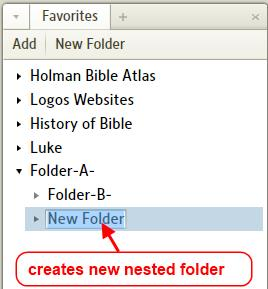 Favorites
Add New Folder
Holman Bible Atlas
Logos Websites
History of Bible
Luke
Folder-A-
Folder-B-
New Folder
creates new nested folder